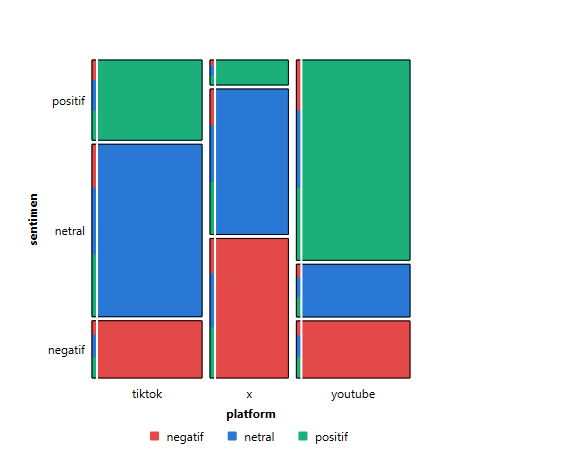 positif
sentimen
netral
negatif
tiktok x youtube
platform
negatif netral positif